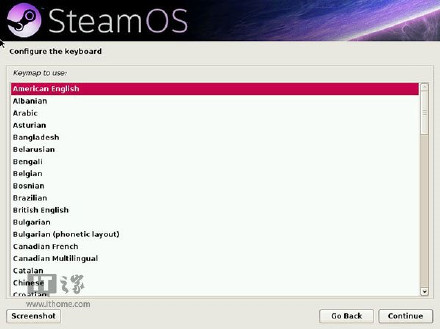 SteamOS
Configure the keyboard
Keymap to use:
American English
Albanian
Arabic
Asturian
Bangladesh
Belarusian
Bengali
Belgian
Bosnian
Brazilian
British English
Bulgarian
Bulgarian (phonetic layout)
Canadian French
Canadian Multilingual
Catalan
Chinese
Croatian
IT之家
www.ithome.com
Screenshot
Go Back
Continue